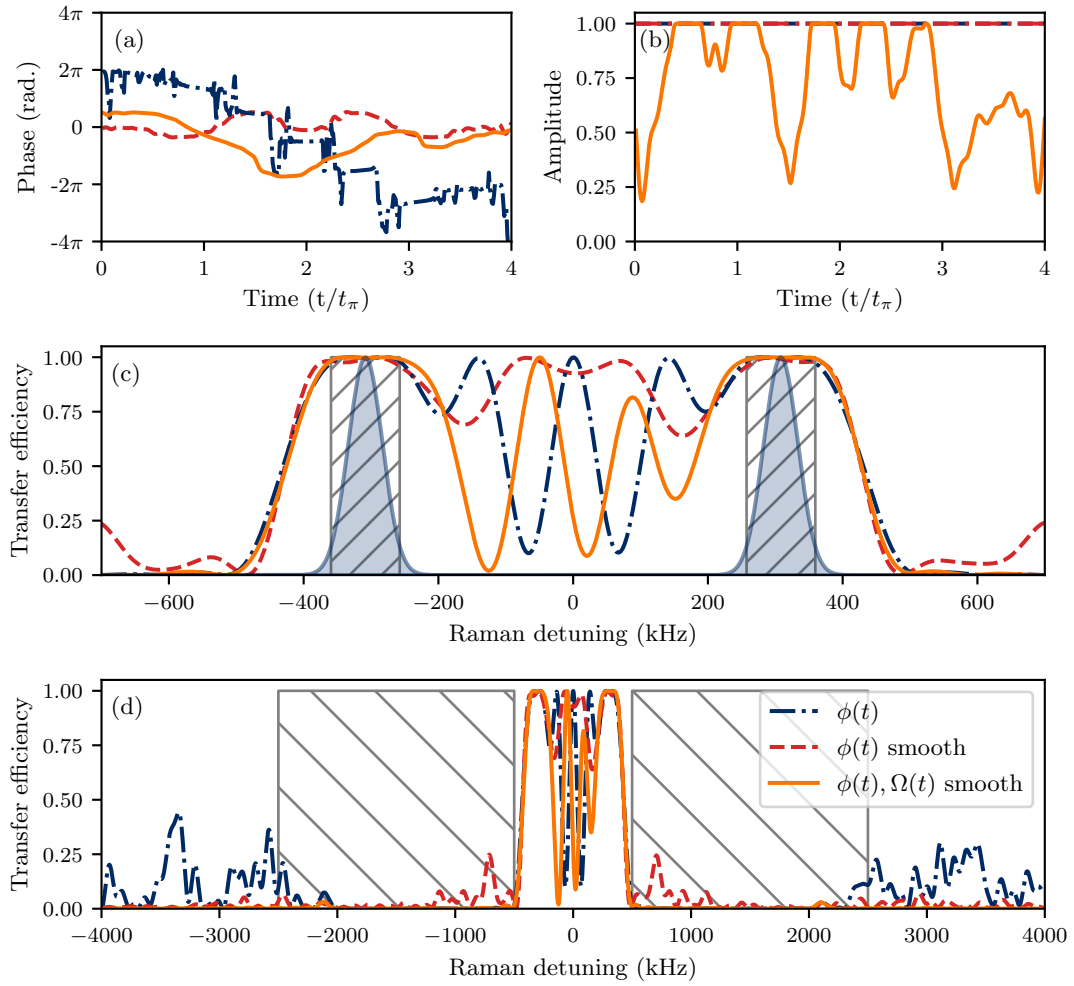 (a)
Phase (rad.)
4π
2π
0
-2π
-4π
0 1 2 3 4
Time (t/t_π)
(b)
Amplitude
1.00
0.75
0.50
0.25
0.00
0 1 2 3 4
Time (t/t_π)
(c)
Transfer efficiency
1.00
0.75
0.50
0.25
0.00
−600 −400 −200 0 200 400 600
Raman detuning (kHz)
(d)
Transfer efficiency
1.00
0.75
0.50
0.25
0.00
-4000 -3000 -2000 -1000 0 1000 2000 3000 4000
Raman detuning (kHz)
ϕ(t)
ϕ(t) smooth
ϕ(t), Ω(t) smooth